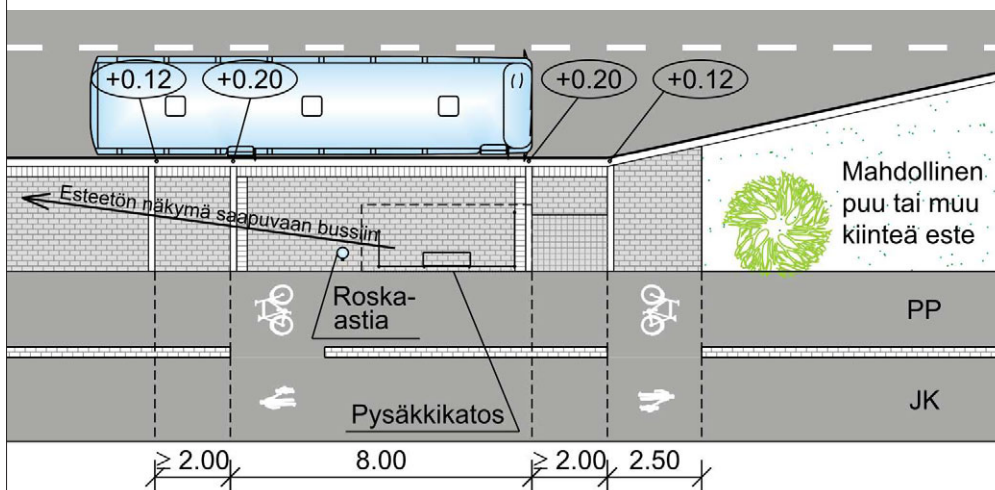 +0.12
+0.20
+0.20
+0.12
Esteetön näkymä saapuvaan bussiin
Mahdollinen
puu tai muu
kiinteä este
Roska-
astia
PP
Pysäkkikatos
JK
≥ 2.00
8.00
≥ 2.00
2.50